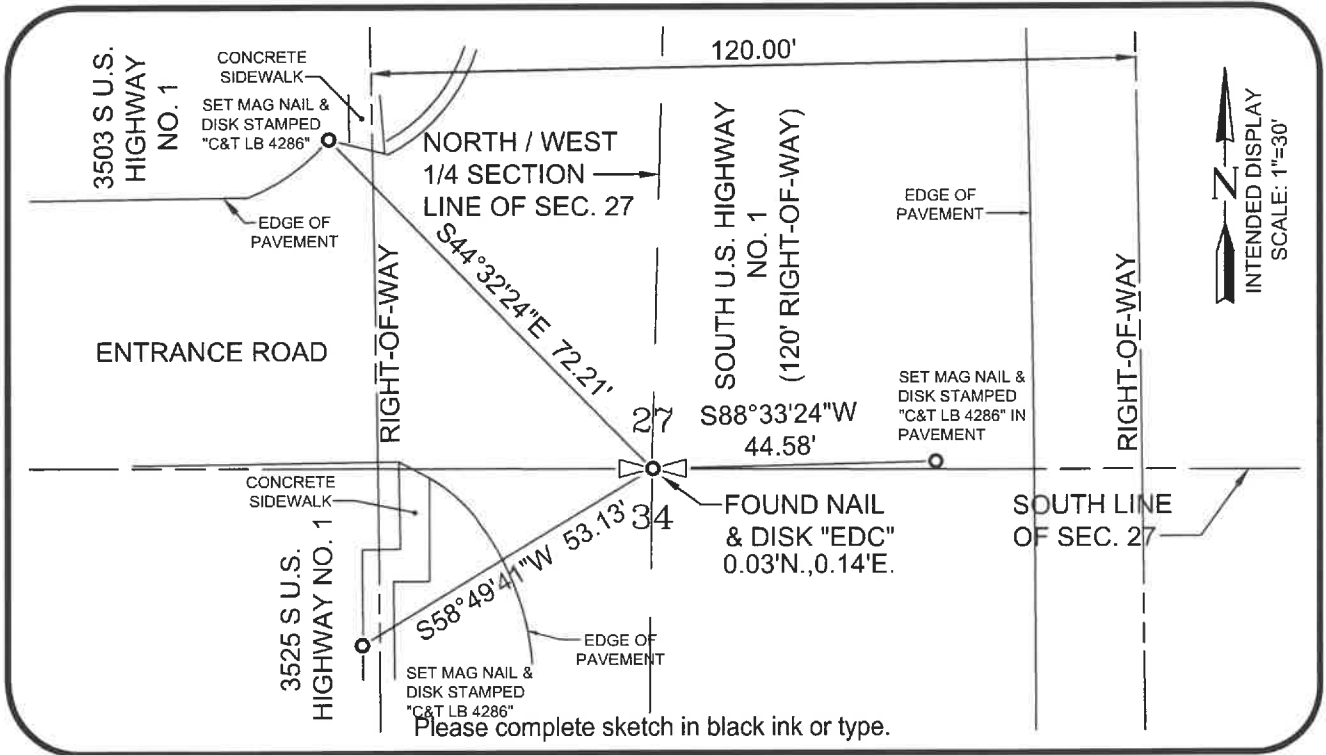 120.00'
3503 S U.S.
HIGHWAY
NO. 1
CONCRETE
SIDEWALK
SET MAG NAIL &
DISK STAMPED
"C&T LB 4286"
NORTH / WEST
1/4 SECTION
LINE OF SEC. 27
SOUTH U.S. HIGHWAY
NO. 1
(120' RIGHT-OF-WAY)
EDGE OF
PAVEMENT
N
INTENDED DISPLAY
SCALE: 1"=30'
EDGE OF
PAVEMENT
S44°32'24"E 72.21'
RIGHT-OF-WAY
RIGHT-OF-WAY
ENTRANCE ROAD
SET MAG NAIL &
DISK STAMPED
"C&T LB 4286" IN
PAVEMENT
27
S88°33'24"W
44.58'
CONCRETE
SIDEWALK
34
FOUND NAIL
& DISK "EDC"
0.03'N.,0.14'E.
SOUTH LINE
OF SEC. 27
S58°49'41"W 53.13'
3525 S U.S.
HIGHWAY NO. 1
EDGE OF
PAVEMENT
SET MAG NAIL &
DISK STAMPED
"C&T LB 4286"
Please complete sketch in black ink or type.